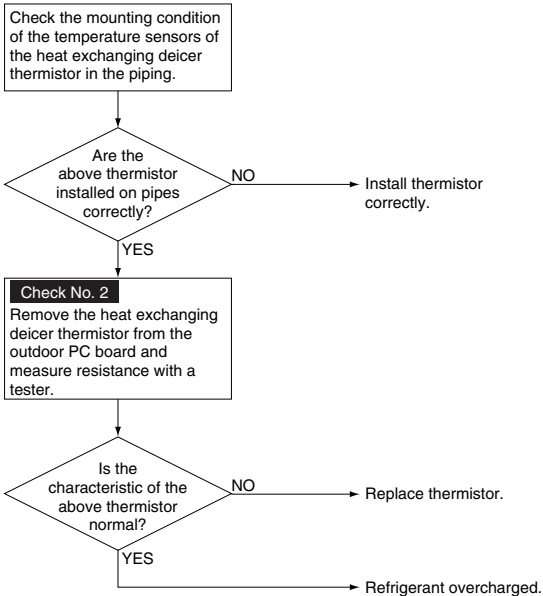 Check the mounting condition
of the temperature sensors of
the heat exchanging deicer
thermistor in the piping.
Are the
above thermistor
installed on pipes
correctly?
NO
Install thermistor
correctly.
YES
Check No. 2
Remove the heat exchanging
deicer thermistor from the
outdoor PC board and
measure resistance with a
tester.
Is the
characteristic of the
above thermistor
normal?
NO
Replace thermistor.
YES
Refrigerant overcharged.